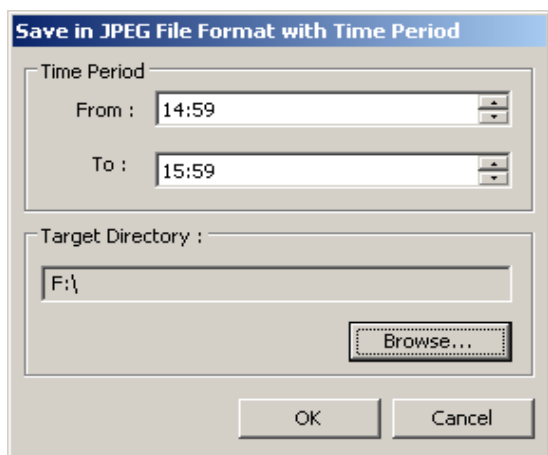 Save in JPEG File Format with Time Period
Time Period
From : 14:59
To : 15:59
Target Directory :
F:\
Browse...
OK Cancel